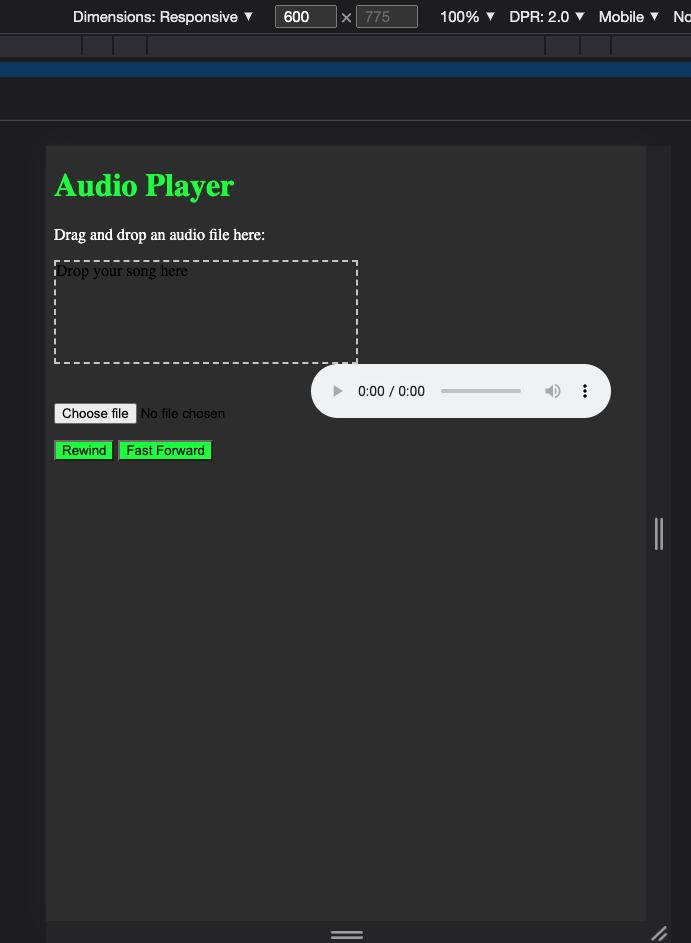 Dimensions: Responsive ▼ 600 × 775 100% ▼ DPR: 2.0 ▼ Mobile ▼ No
Audio Player
Drag and drop an audio file here:
Drop your song here
0:00 / 0:00
Choose file No file chosen
Rewind Fast Forward